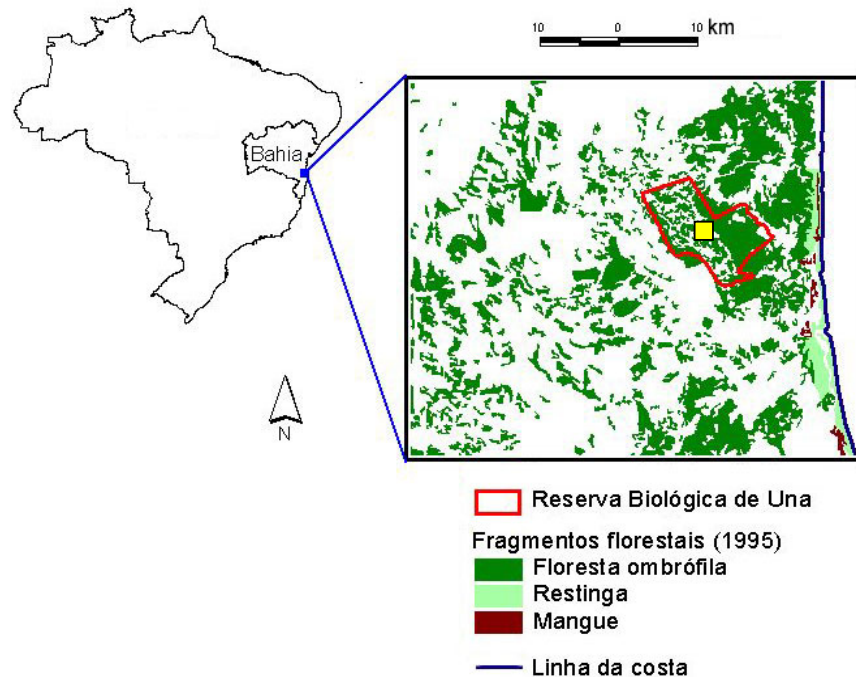 10 0 10 km
Bahia
N
Reserva Biológica de Una
Fragmentos florestais (1995)
Floresta ombrófila
Restinga
Mangue
Linha da costa